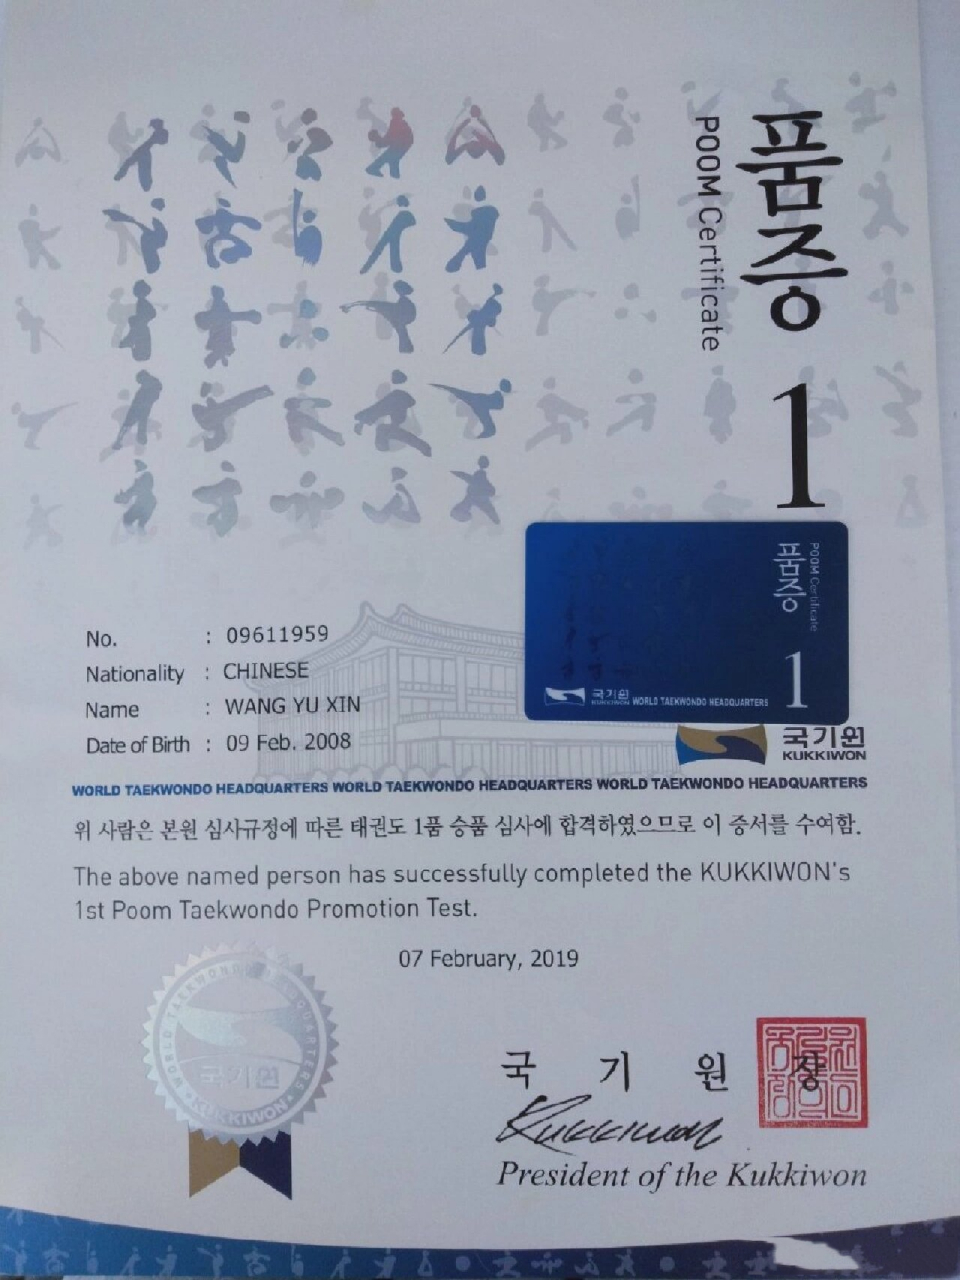 품증
POOM Certificate
1
품증
POOM Certificate
1
국기원
KUKKIWON WORLD TAEKWONDO HEADQUARTERS
No. : 09611959
Nationality : CHINESE
Name : WANG YU XIN
Date of Birth : 09 Feb. 2008
국기원
KUKKIWON
WORLD TAEKWONDO HEADQUARTERS WORLD TAEKWONDO HEADQUARTERS WORLD TAEKWONDO HEADQUARTERS
위 사람은 본원 심사규정에 따른 태권도 1품 승품 심사에 합격하였으므로 이 증서를 수여함.
The above named person has successfully completed the KUKKIWON's
1st Poom Taekwondo Promotion Test.
07 February, 2019
WORLD TAEKWONDO HEADQUARTERS
국기원
KUKKIWON
국 기 원 장
Kukkiwon
President of the Kukkiwon